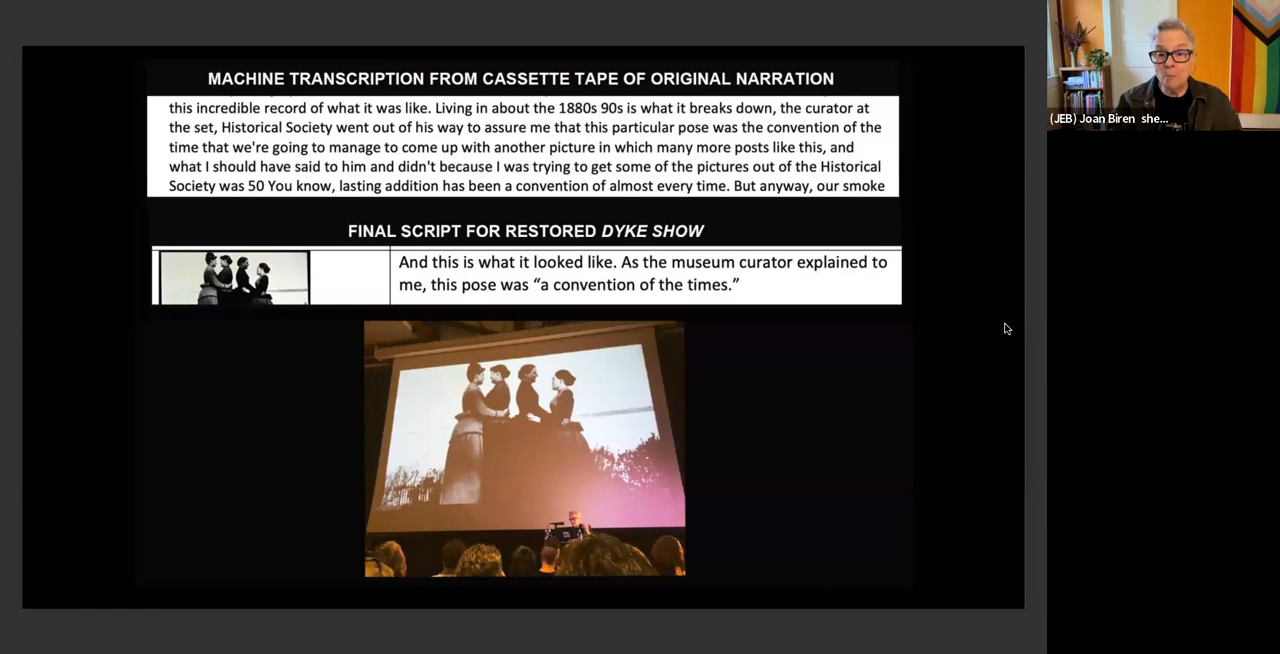 MACHINE TRANSCRIPTION FROM CASSETTE TAPE OF ORIGINAL NARRATION
(JEB) Joan Biren she...
this incredible record of what it was like. Living in about the 1880s 90s is what it breaks down, the curator at
the set, Historical Society went out of his way to assure me that this particular pose was the convention of the
time that we're going to manage to come up with another picture in which many more posts like this, and
what I should have said to him and didn't because I was trying to get some of the pictures out of the Historical
Society was 50 You know, lasting addition has been a convention of almost every time. But anyway, our smoke
FINAL SCRIPT FOR RESTORED DYKE SHOW
And this is what it looked like. As the museum curator explained to
me, this pose was “a convention of the times.”